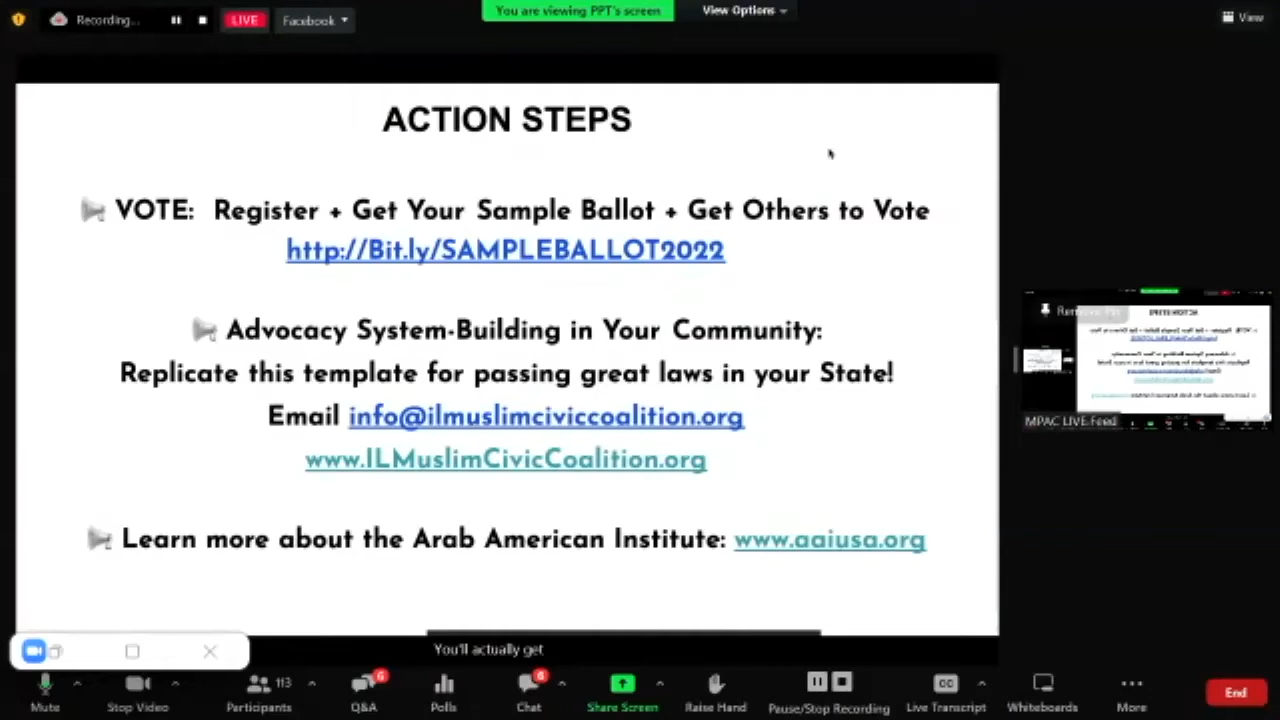 Recording...
LIVE
Facebook
You are viewing PPT's screen
View Options
View
ACTION STEPS
VOTE: Register + Get Your Sample Ballot + Get Others to Vote
http://Bit.ly/SAMPLEBALLOT2022
Advocacy System-Building in Your Community:
Replicate this template for passing great laws in your State!
Email info@ilmuslimciviccoalition.org
www.ILMuslimCivicCoalition.org
Learn more about the Arab American Institute: www.aaiusa.org
MPAC LIVE Feed
You'll actually get
Mute
Stop Video
113
Participants
6
Q&A
Polls
Chat
Share Screen
Raise Hand
Pause/Stop Recording
CC
Live Transcript
Whiteboards
More
End